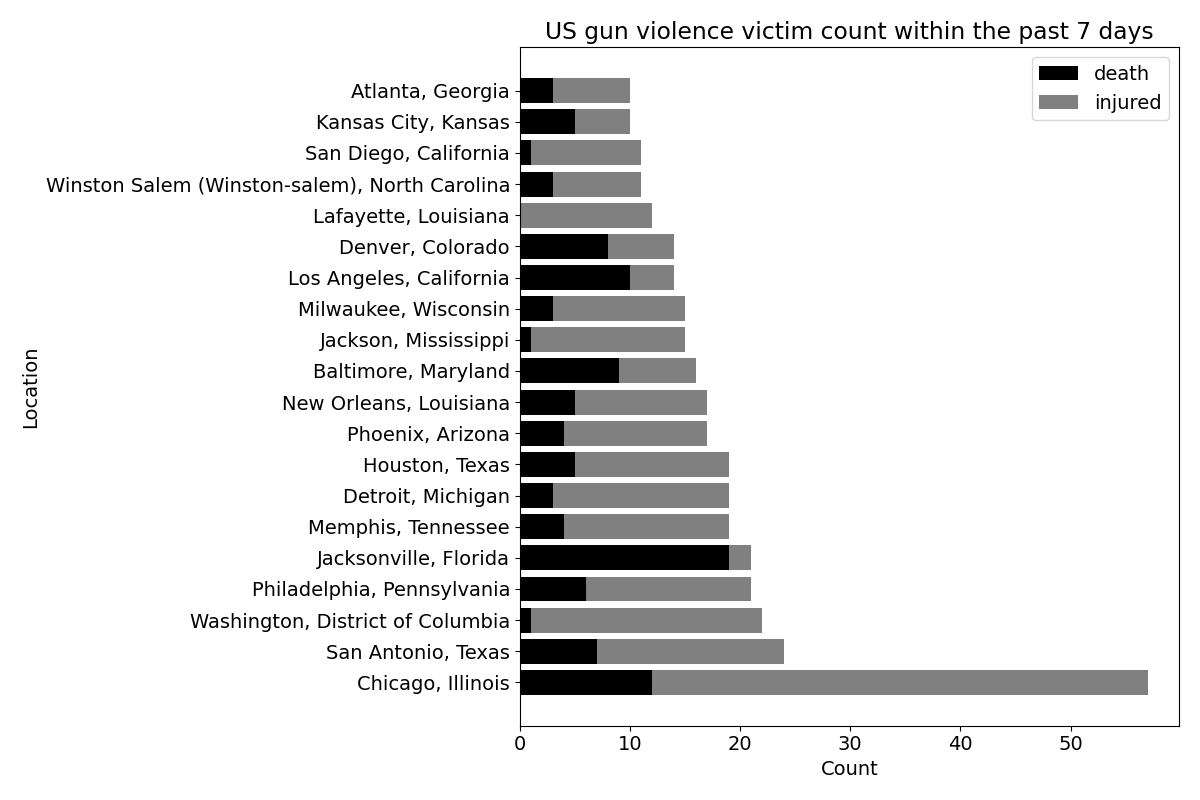 US gun violence victim count within the past 7 days
death
injured
Atlanta, Georgia
Kansas City, Kansas
San Diego, California
Winston Salem (Winston-salem), North Carolina
Lafayette, Louisiana
Denver, Colorado
Los Angeles, California
Milwaukee, Wisconsin
Jackson, Mississippi
Baltimore, Maryland
New Orleans, Louisiana
Phoenix, Arizona
Houston, Texas
Detroit, Michigan
Memphis, Tennessee
Jacksonville, Florida
Philadelphia, Pennsylvania
Washington, District of Columbia
San Antonio, Texas
Chicago, Illinois
Location
0 10 20 30 40 50
Count